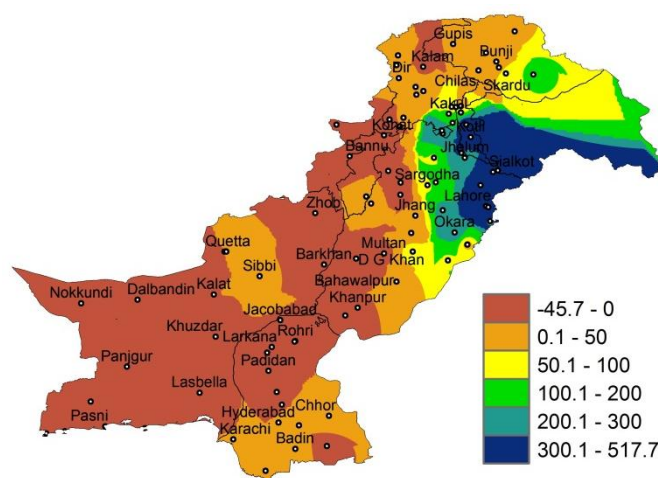 Gupis
Kalam
Bunji
Dir
Chilas
Skardu
Kakul
Kohat
Kotli
Bannu
Jhalum
Sialkot
Sargodha
Zhob
Jhang
Lahore
Okara
Quetta
Multan
Barkhan
D G Khan
Sibbi
Bahawalpur
Nokkundi
Dalbandin
Kalat
Khanpur
Jacobabad
Khuzdar
Larkana
Rohri
Panjgur
Padidan
Lasbella
Pasni
Hyderabad
Chhor
Karachi
Badin
-45.7 - 0
0.1 - 50
50.1 - 100
100.1 - 200
200.1 - 300
300.1 - 517.7